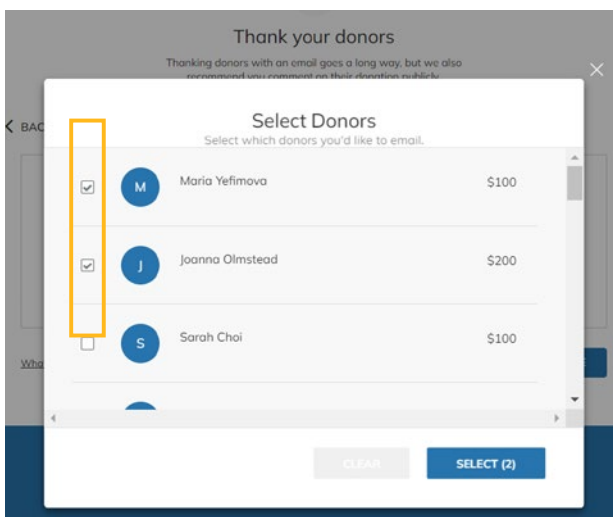 Thank your donors
Thanking donors with an email goes a long way, but we also
recommend you comment on their donation publicly.
BAC
Select Donors
Select which donors you'd like to email.
M Maria Yefimova $100
J Joanna Olmstead $200
S Sarah Choi $100
Wha
CLEAR SELECT (2)